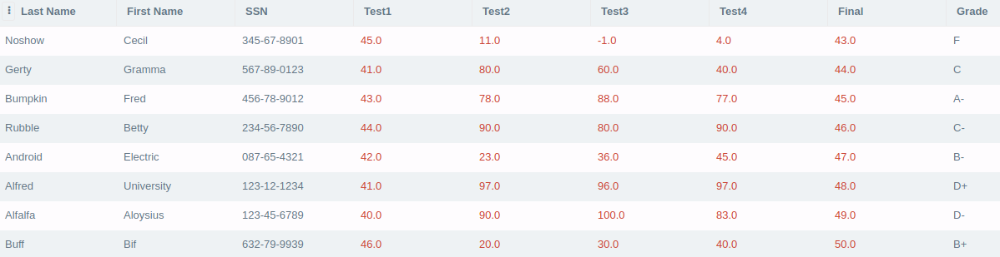 Last Name First Name SSN Test1 Test2 Test3 Test4 Final Grade
Noshow Cecil 345-67-8901 45.0 11.0 -1.0 4.0 43.0 F
Gerty Gramma 567-89-0123 41.0 80.0 60.0 40.0 44.0 C
Bumpkin Fred 456-78-9012 43.0 78.0 88.0 77.0 45.0 A-
Rubble Betty 234-56-7890 44.0 90.0 80.0 90.0 46.0 C-
Android Electric 087-65-4321 42.0 23.0 36.0 45.0 47.0 B-
Alfred University 123-12-1234 41.0 97.0 96.0 97.0 48.0 D+
Alfalfa Aloysius 123-45-6789 40.0 90.0 100.0 83.0 49.0 D-
Buff Bif 632-79-9939 46.0 20.0 30.0 40.0 50.0 B+